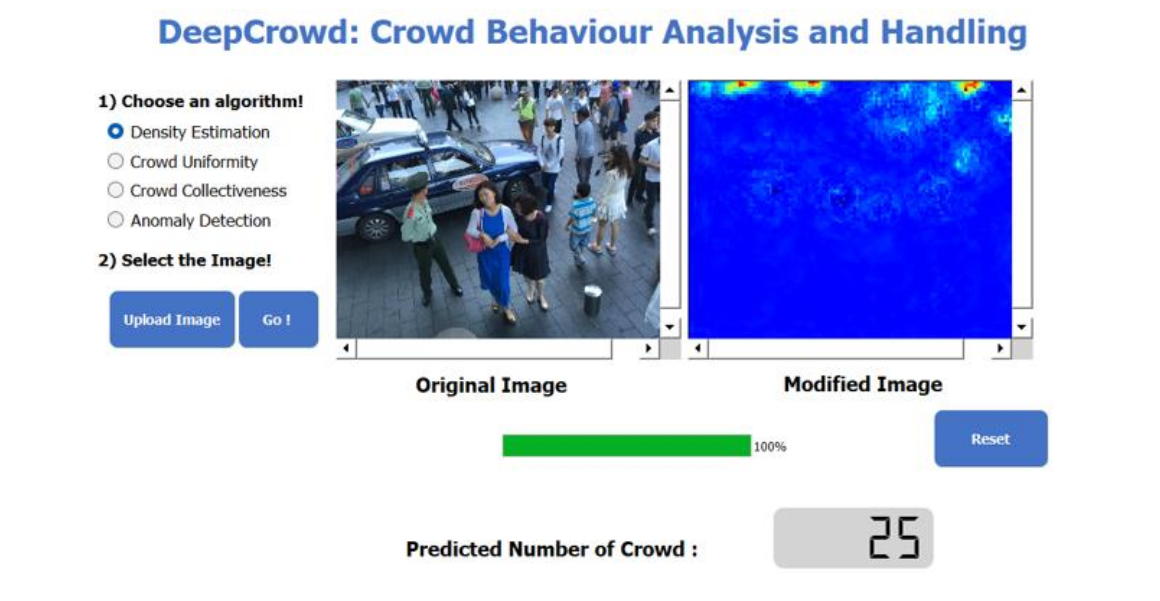 DeepCrowd: Crowd Behaviour Analysis and Handling
1) Choose an algorithm!
Density Estimation
Crowd Uniformity
Crowd Collectiveness
Anomaly Detection
2) Select the Image!
Upload Image
Go !
Original Image
Modified Image
100%
Reset
Predicted Number of Crowd :
25